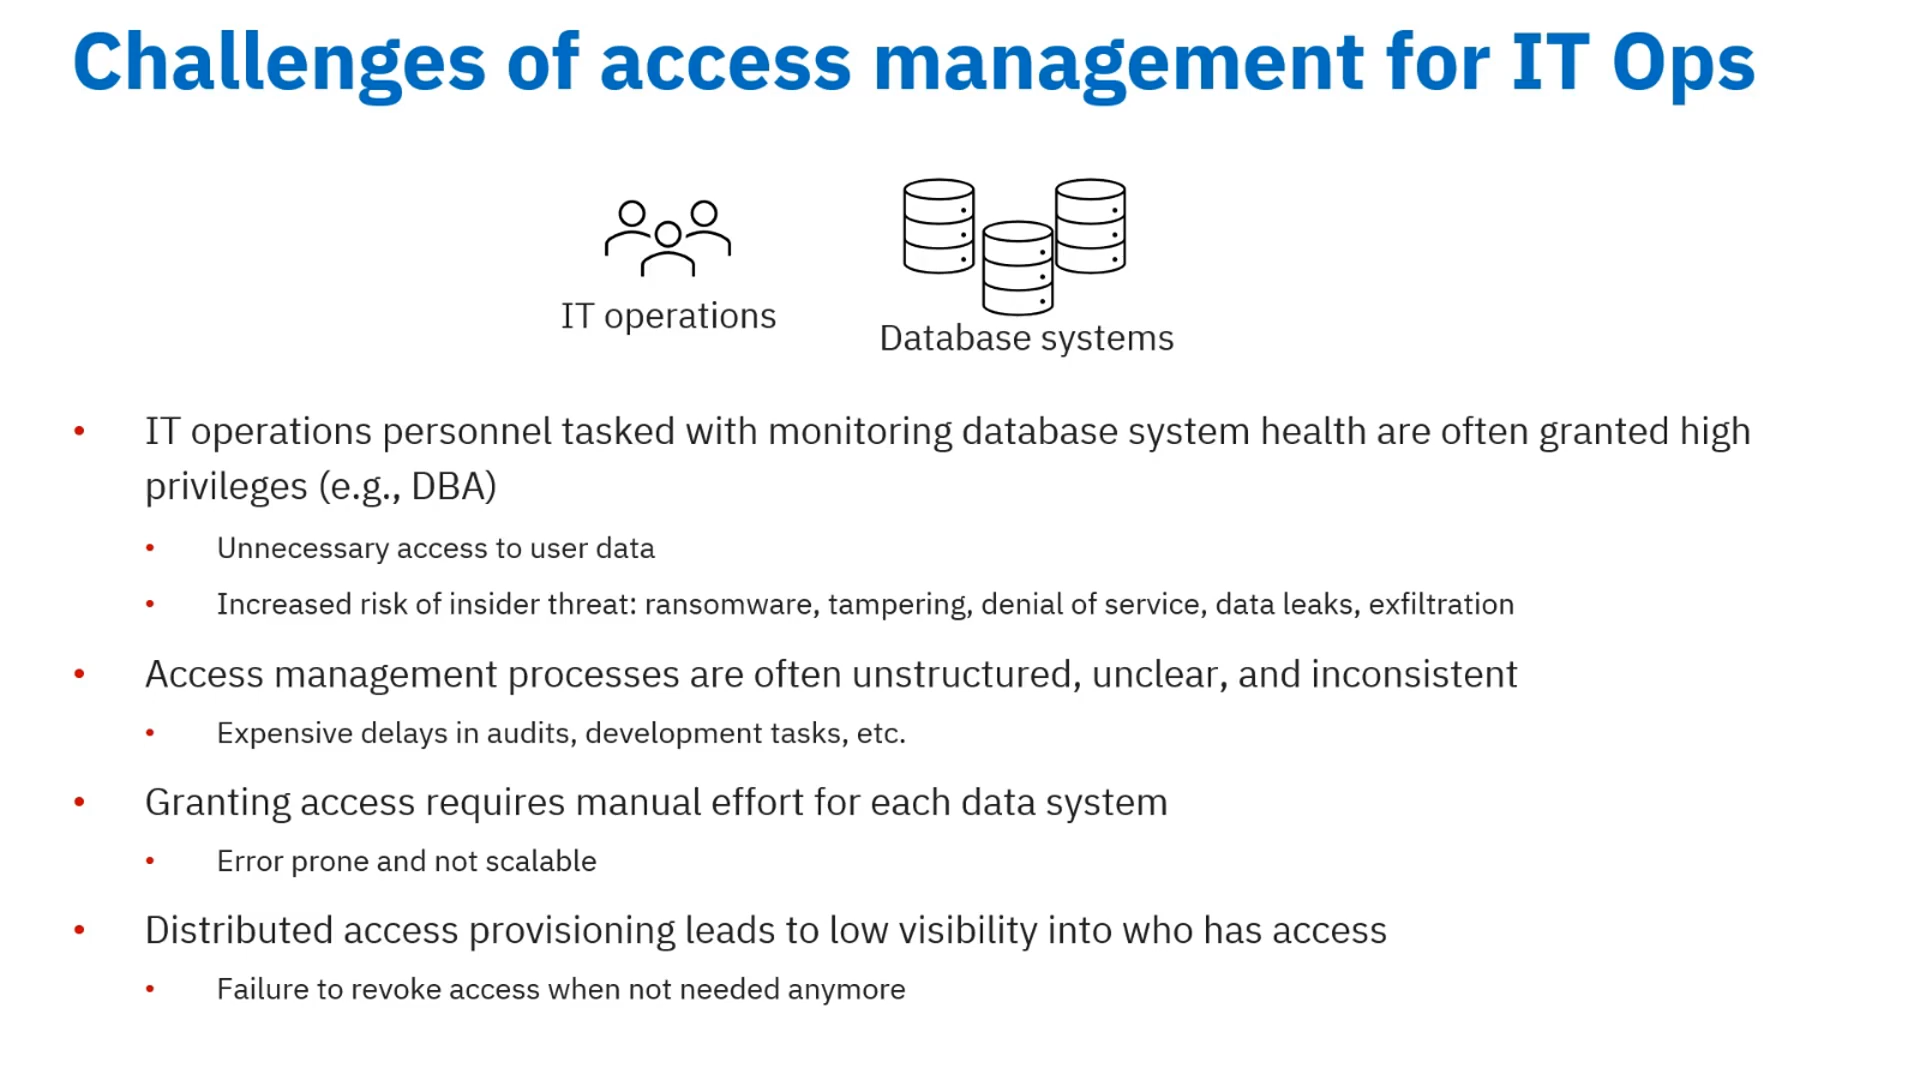 Challenges of access management for IT Ops
IT operations
Database systems
• IT operations personnel tasked with monitoring database system health are often granted high
privileges (e.g., DBA)
• Unnecessary access to user data
• Increased risk of insider threat: ransomware, tampering, denial of service, data leaks, exfiltration
• Access management processes are often unstructured, unclear, and inconsistent
• Expensive delays in audits, development tasks, etc.
• Granting access requires manual effort for each data system
• Error prone and not scalable
• Distributed access provisioning leads to low visibility into who has access
• Failure to revoke access when not needed anymore